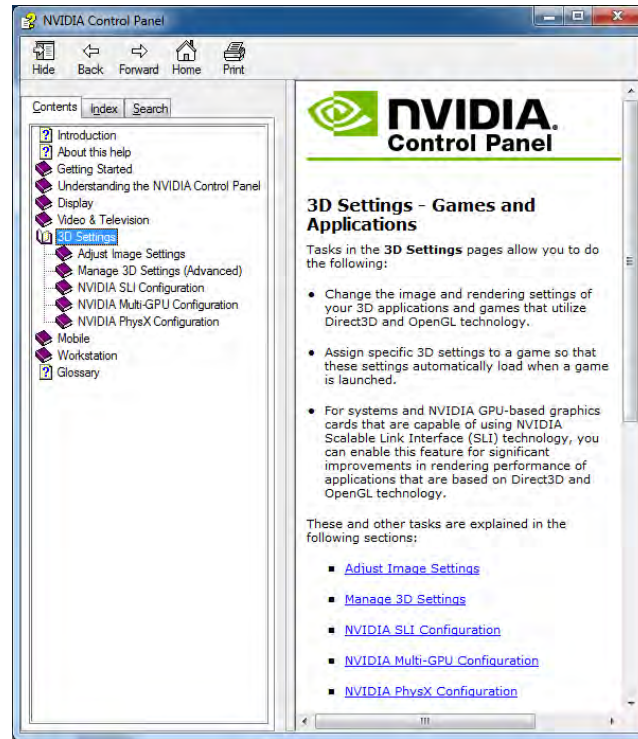 NVIDIA Control Panel
Hide Back Forward Home Print
Contents Index Search
Introduction
About this help
Getting Started
Understanding the NVIDIA Control Panel
Display
Video & Television
3D Settings
Adjust Image Settings
Manage 3D Settings (Advanced)
NVIDIA SLI Configuration
NVIDIA Multi-GPU Configuration
NVIDIA PhysX Configuration
Mobile
Workstation
Glossary
NVIDIA.
Control Panel
3D Settings - Games and
Applications
Tasks in the 3D Settings pages allow you to do
the following:
• Change the image and rendering settings of
your 3D applications and games that utilize
Direct3D and OpenGL technology.
• Assign specific 3D settings to a game so that
these settings automatically load when a game
is launched.
• For systems and NVIDIA GPU-based graphics
cards that are capable of using NVIDIA
Scalable Link Interface (SLI) technology, you
can enable this feature for significant
improvements in rendering performance of
applications that are based on Direct3D and
OpenGL technology.
These and other tasks are explained in the
following sections:
▪ Adjust Image Settings
▪ Manage 3D Settings
▪ NVIDIA SLI Configuration
▪ NVIDIA Multi-GPU Configuration
▪ NVIDIA PhysX Configuration